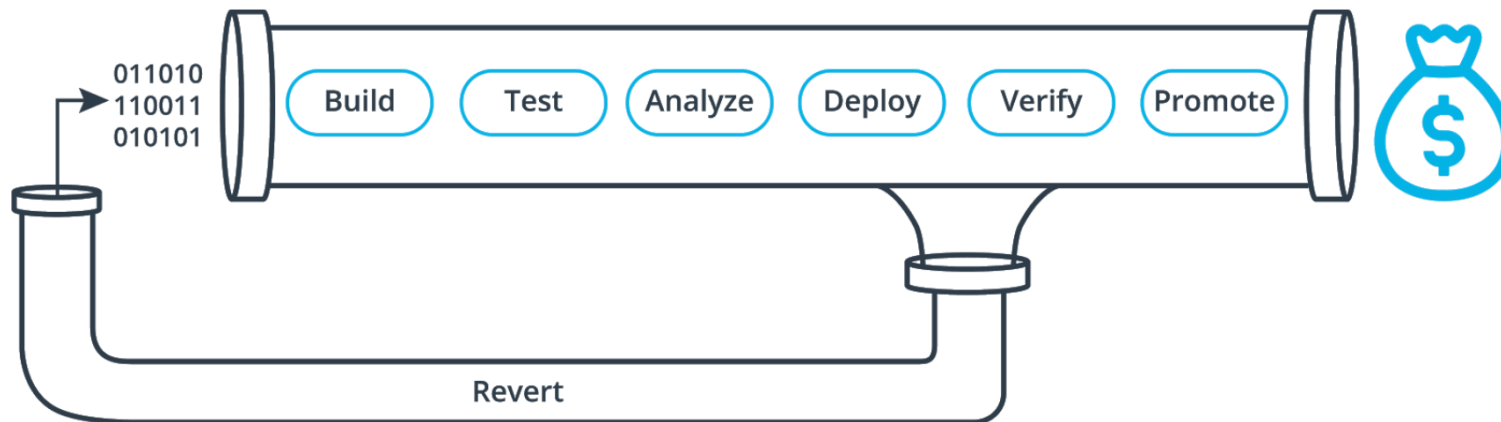 011010
110011
010101
Build
Test
Analyze
Deploy
Verify
Promote
$
Revert